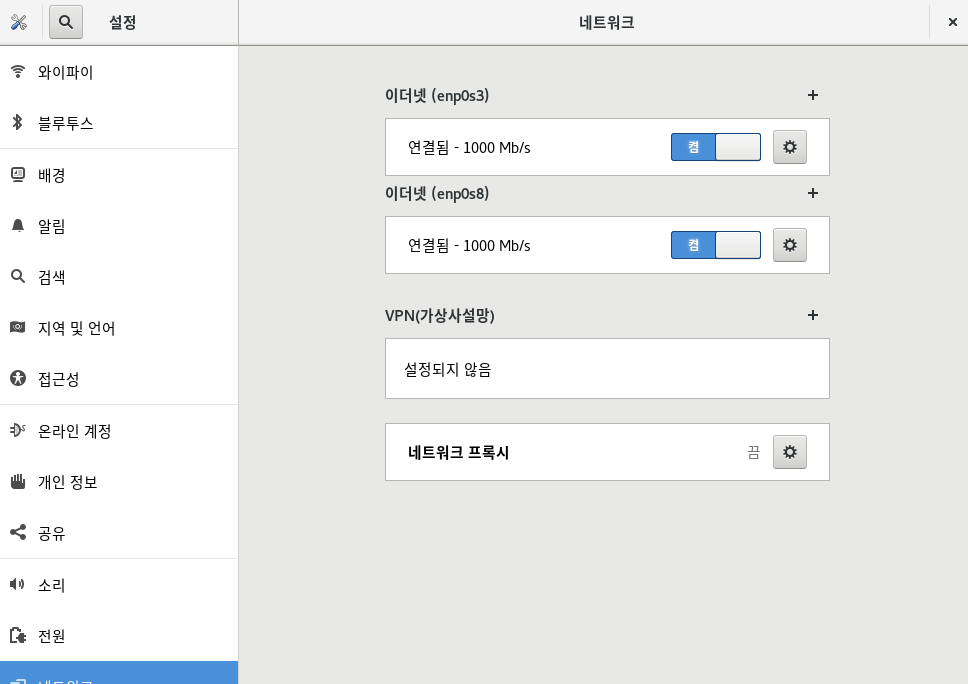 설정
네트워크
와이파이
블루투스
배경
알림
검색
지역 및 언어
접근성
온라인 계정
개인 정보
공유
소리
전원
네트워크
이더넷 (enp0s3)
연결됨 - 1000 Mb/s
켬
이더넷 (enp0s8)
연결됨 - 1000 Mb/s
켬
VPN(가상사설망)
설정되지 않음
네트워크 프록시
끔